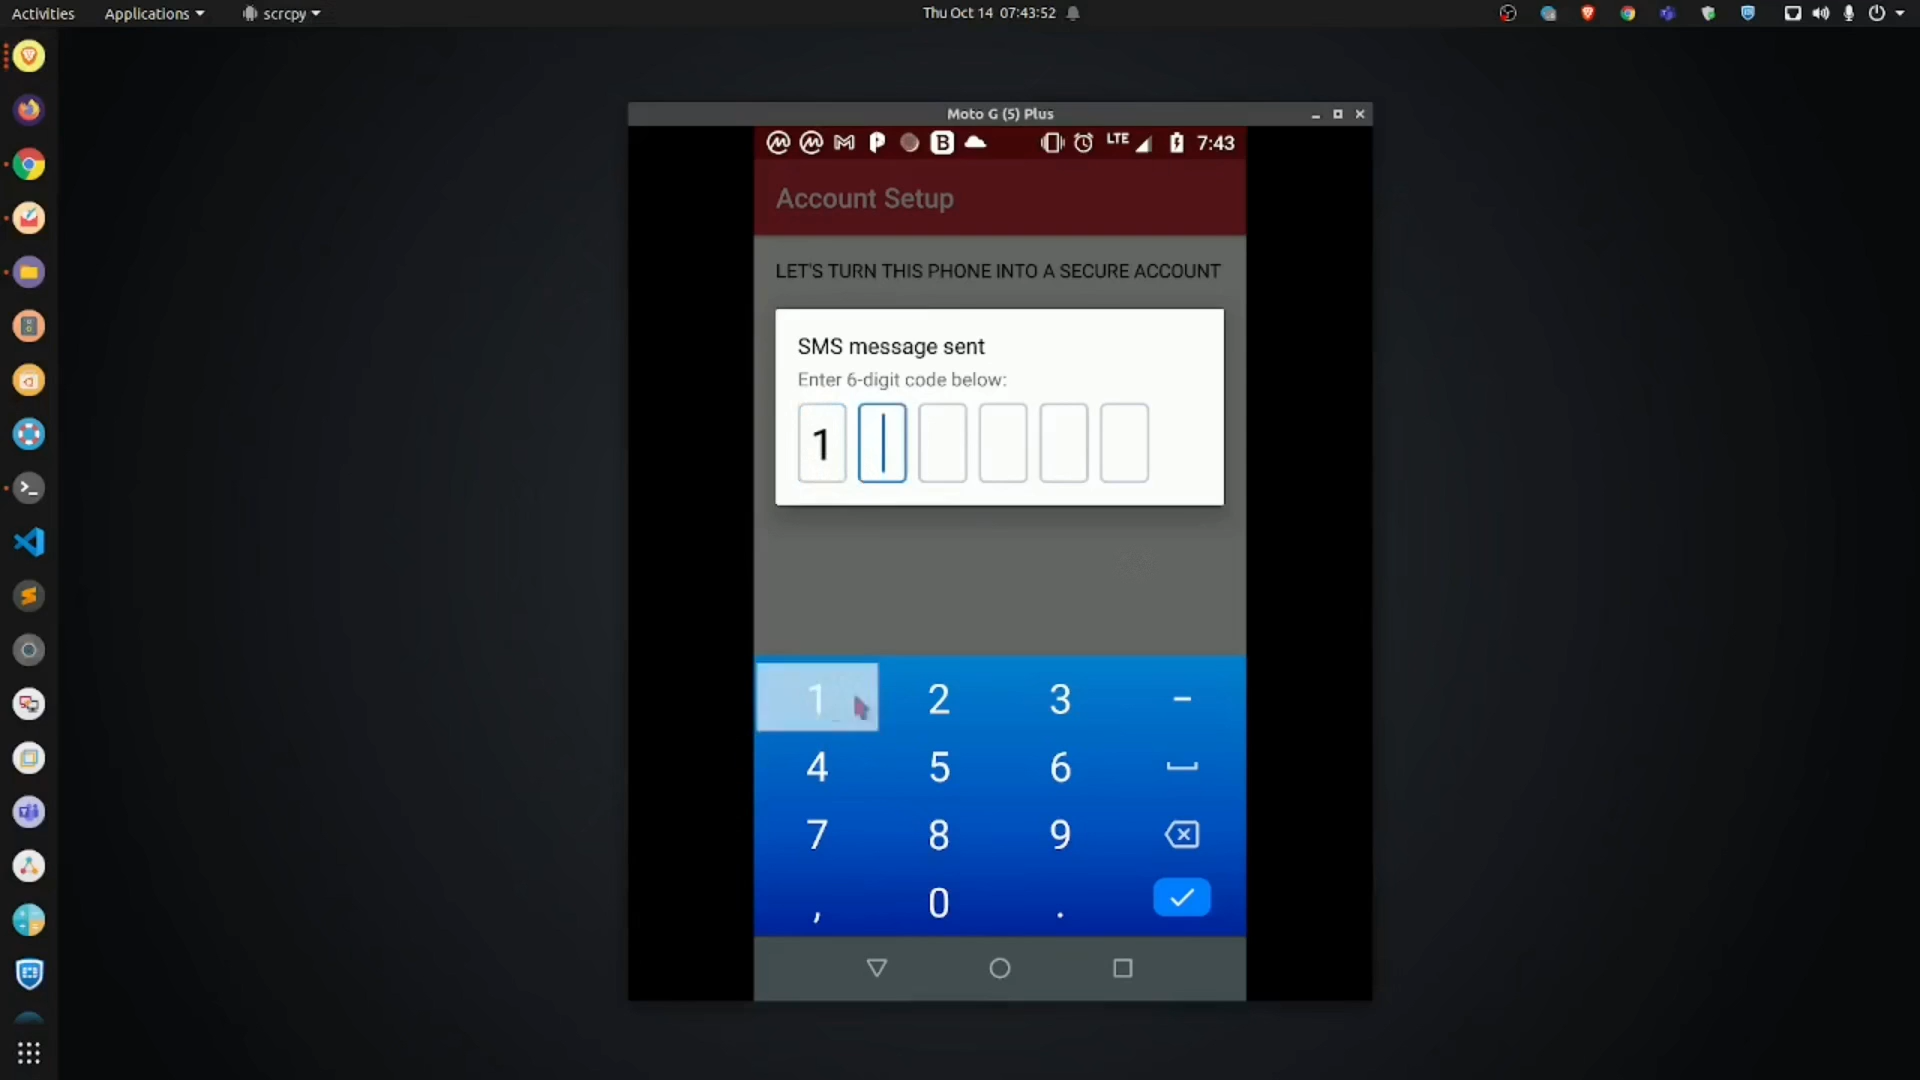 Activities Applications scrcpy Thu Oct 14 07:43:52
Moto G (5) Plus
LTE 7:43
Account Setup
LET'S TURN THIS PHONE INTO A SECURE ACCOUNT
SMS message sent
Enter 6-digit code below:
1
1 2 3 –
4 5 6
7 8 9
, 0 .